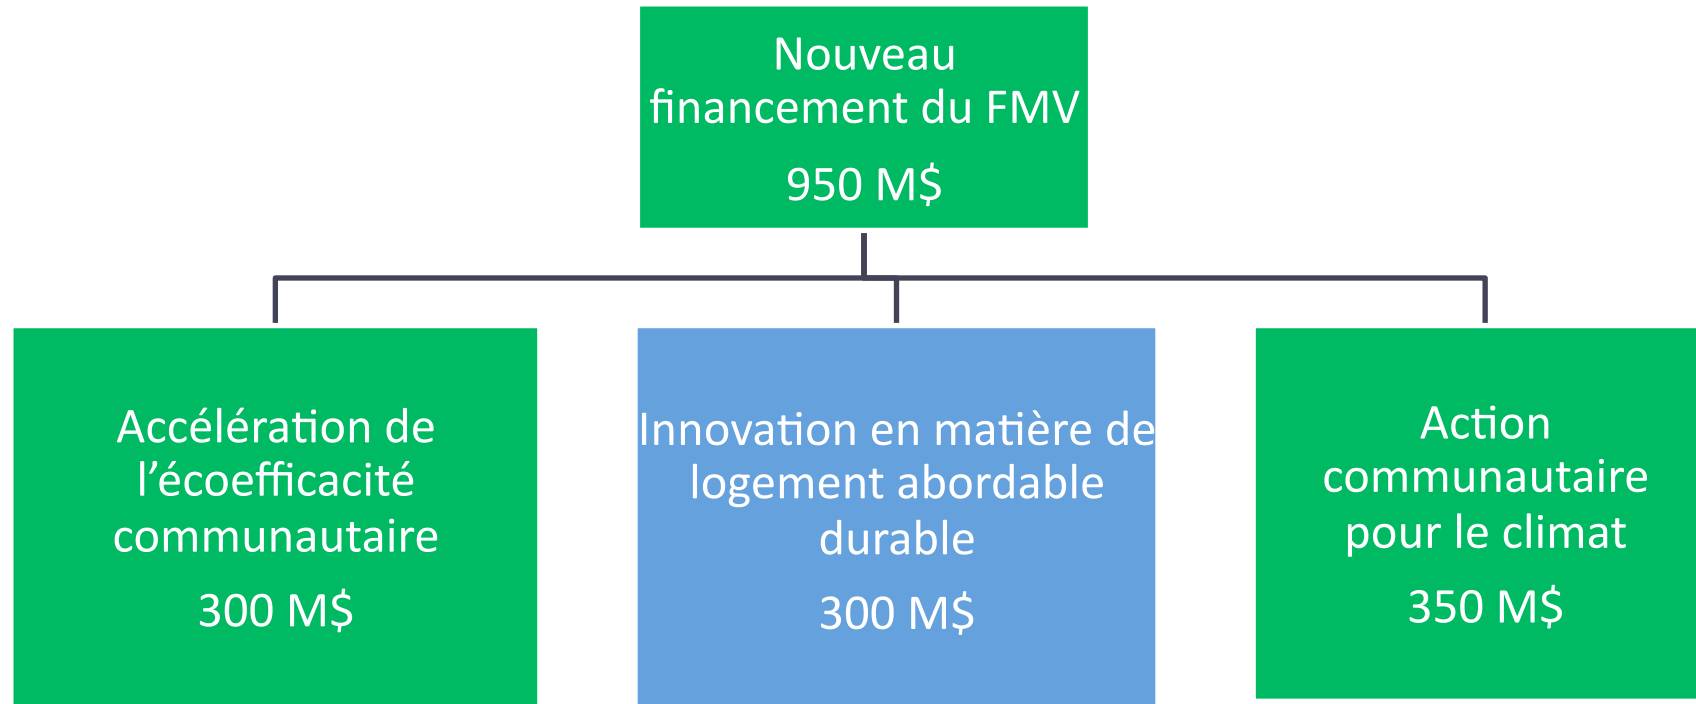 Nouveau
financement du FMV
950 M$
Accélération de
l’écoefficacité
communautaire
300 M$
Innovation en matière de
logement abordable
durable
300 M$
Action
communautaire
pour le climat
350 M$